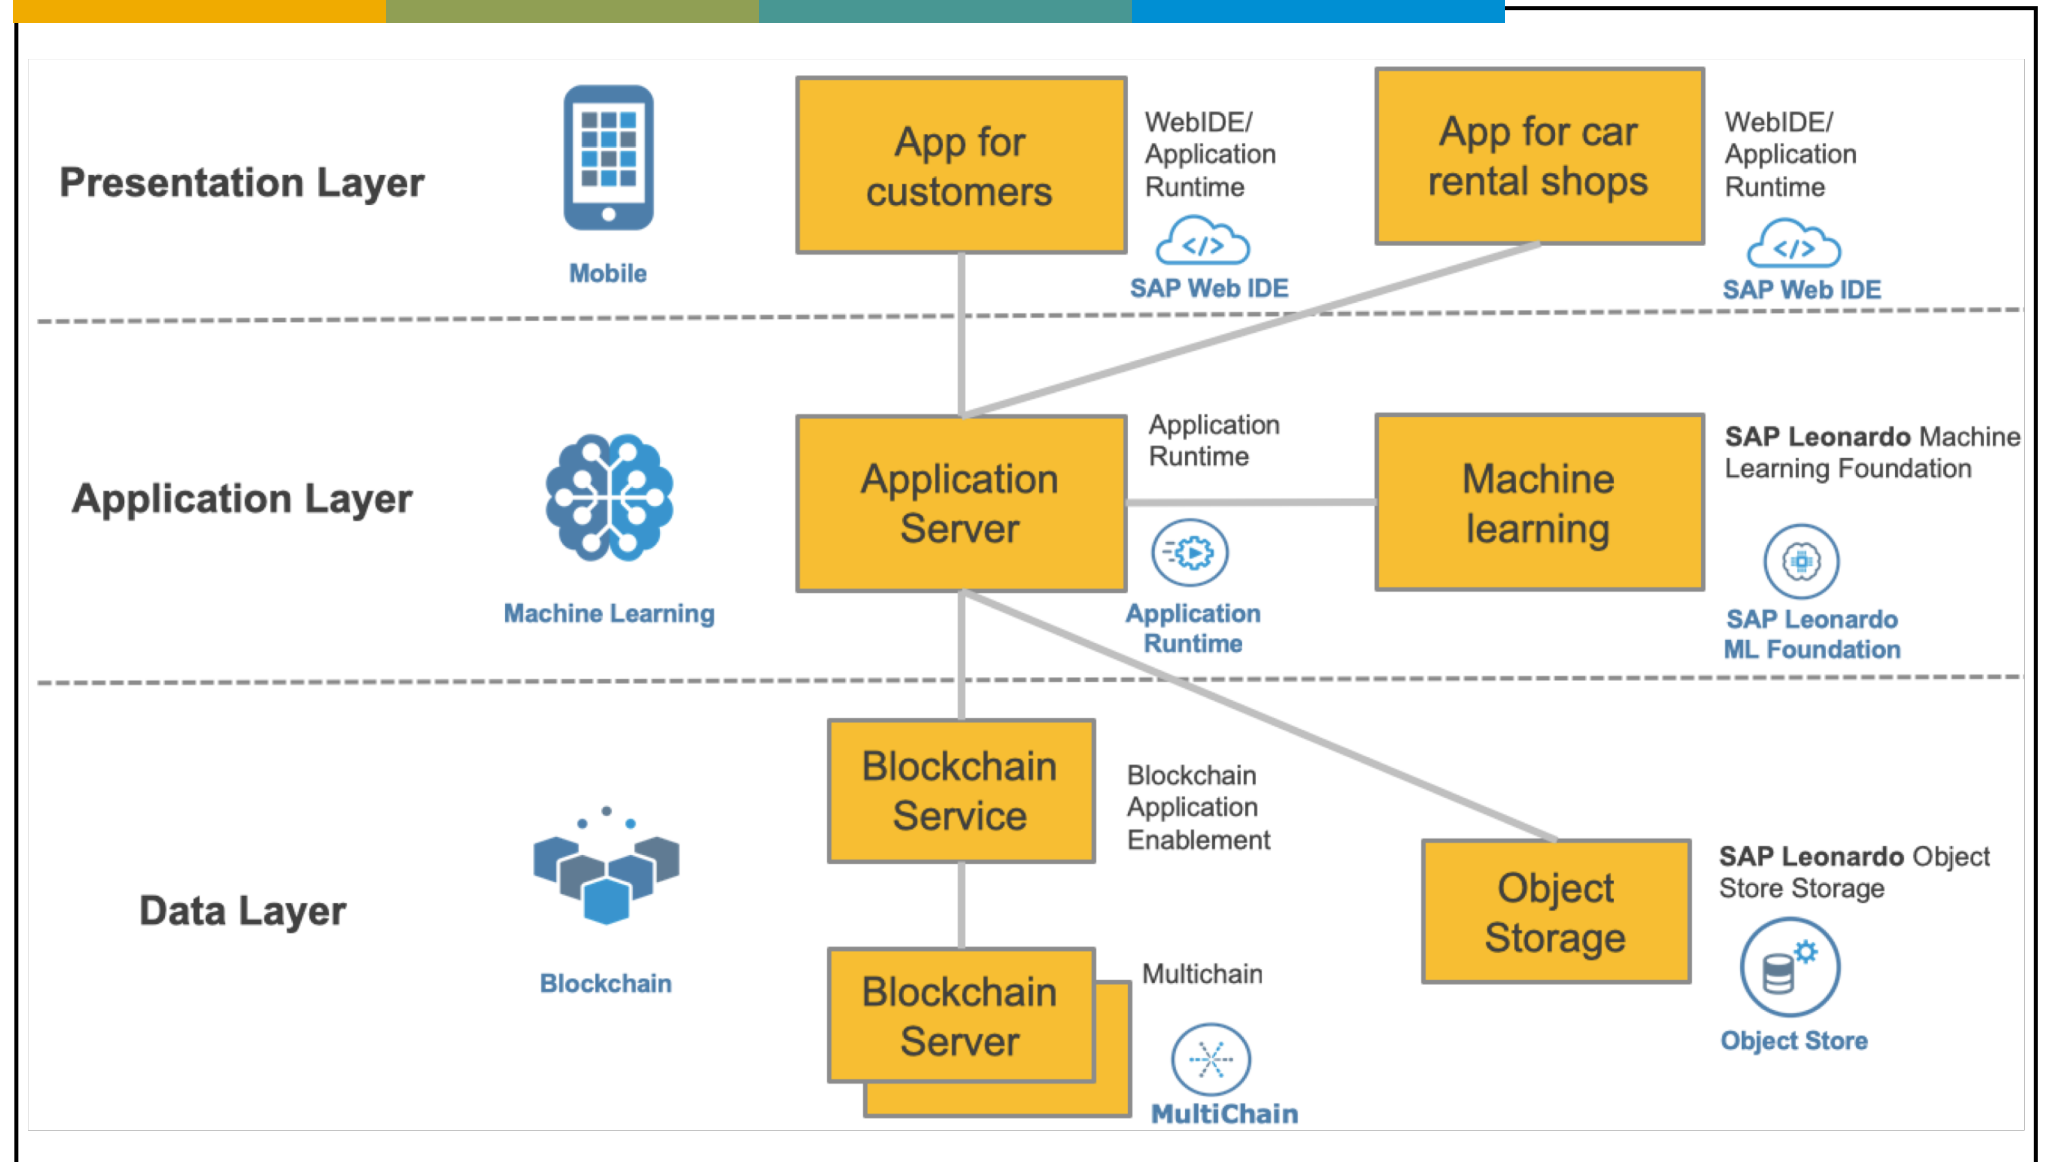 Presentation Layer
Mobile
App for
customers
WebIDE/
Application
Runtime
SAP Web IDE
App for car
rental shops
WebIDE/
Application
Runtime
SAP Web IDE
Application Layer
Machine Learning
Application
Server
Application
Runtime
Application
Runtime
Machine
learning
SAP Leonardo Machine
Learning Foundation
SAP Leonardo
ML Foundation
Data Layer
Blockchain
Blockchain
Service
Blockchain
Application
Enablement
Blockchain
Server
Multichain
MultiChain
Object
Storage
SAP Leonardo Object
Store Storage
Object Store